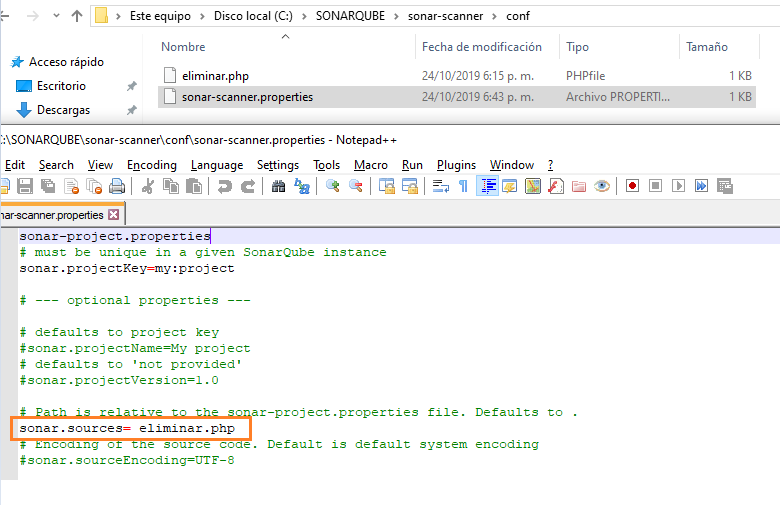 Este equipo > Disco local (C:) > SONARQUBE > sonar-scanner > conf
Nombre Fecha de modificación Tipo Tamaño
Acceso rápido
eliminar.php 24/10/2019 6:15 p. m. PHPfile 1 KB
Escritorio
sonar-scanner.properties 24/10/2019 6:43 p. m. Archivo PROPERTI... 1 KB
Descargas
:\SONARQUBE\sonar-scanner\conf\sonar-scanner.properties - Notepad++
Edit Search View Encoding Language Settings Tools Macro Run Plugins Window ?
nar-scanner.properties
sonar-project.properties
# must be unique in a given SonarQube instance
sonar.projectKey=my:project
# --- optional properties ---
# defaults to project key
#sonar.projectName=My project
# defaults to 'not provided'
#sonar.projectVersion=1.0
# Path is relative to the sonar-project.properties file. Defaults to .
sonar.sources= eliminar.php
# Encoding of the source code. Default is default system encoding
#sonar.sourceEncoding=UTF-8